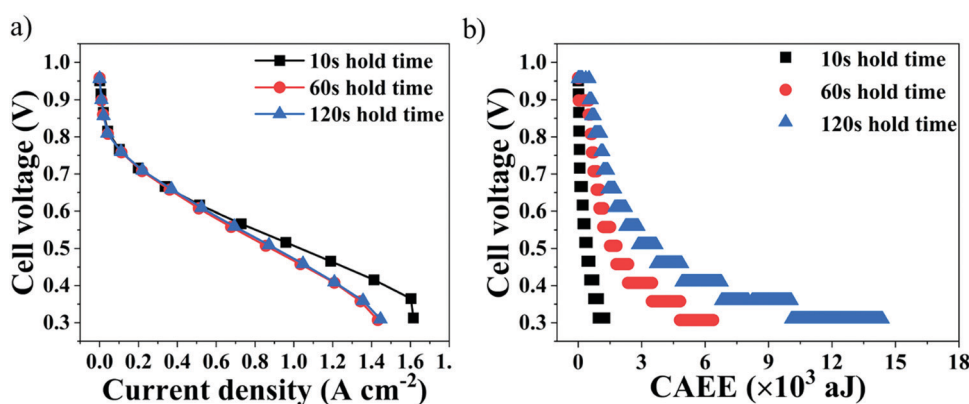 a)
10s hold time
60s hold time
120s hold time
Cell voltage (V)
1.0
0.9
0.8
0.7
0.6
0.5
0.4
0.3
0.0 0.2 0.4 0.6 0.8 1.0 1.2 1.4 1.6 1.
Current density (A cm-2)
b)
10s hold time
60s hold time
120s hold time
Cell voltage (V)
1.0
0.9
0.8
0.7
0.6
0.5
0.4
0.3
0 3 6 9 12 15 18
CAEE (×10³ aJ)